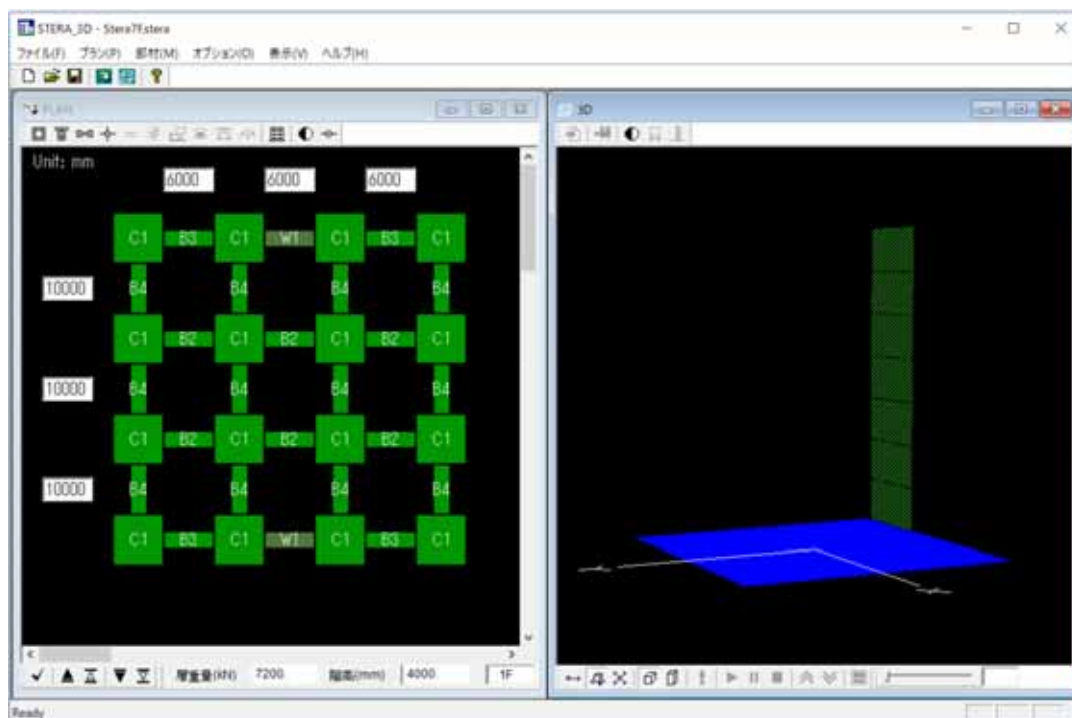 STERA_3D - Stera7F.stera
ファイル(F) プラン(P) 部材(M) オプション(O) 表示(V) ヘルプ(H)
PLAN
3D
Unit: mm
6000 6000 6000
C1 B3 C1 W1 C1 B3 C1
10000 B4 B4 B4 B4
C1 B2 C1 B2 C1 B2 C1
10000 B4 B4 B4 B4
C1 B2 C1 B2 C1 B2 C1
10000 B4 B4 B4 B4
C1 B3 C1 W1 C1 B3 C1
層重量(kN) 7200 階高(mm) 4000 1F
Ready